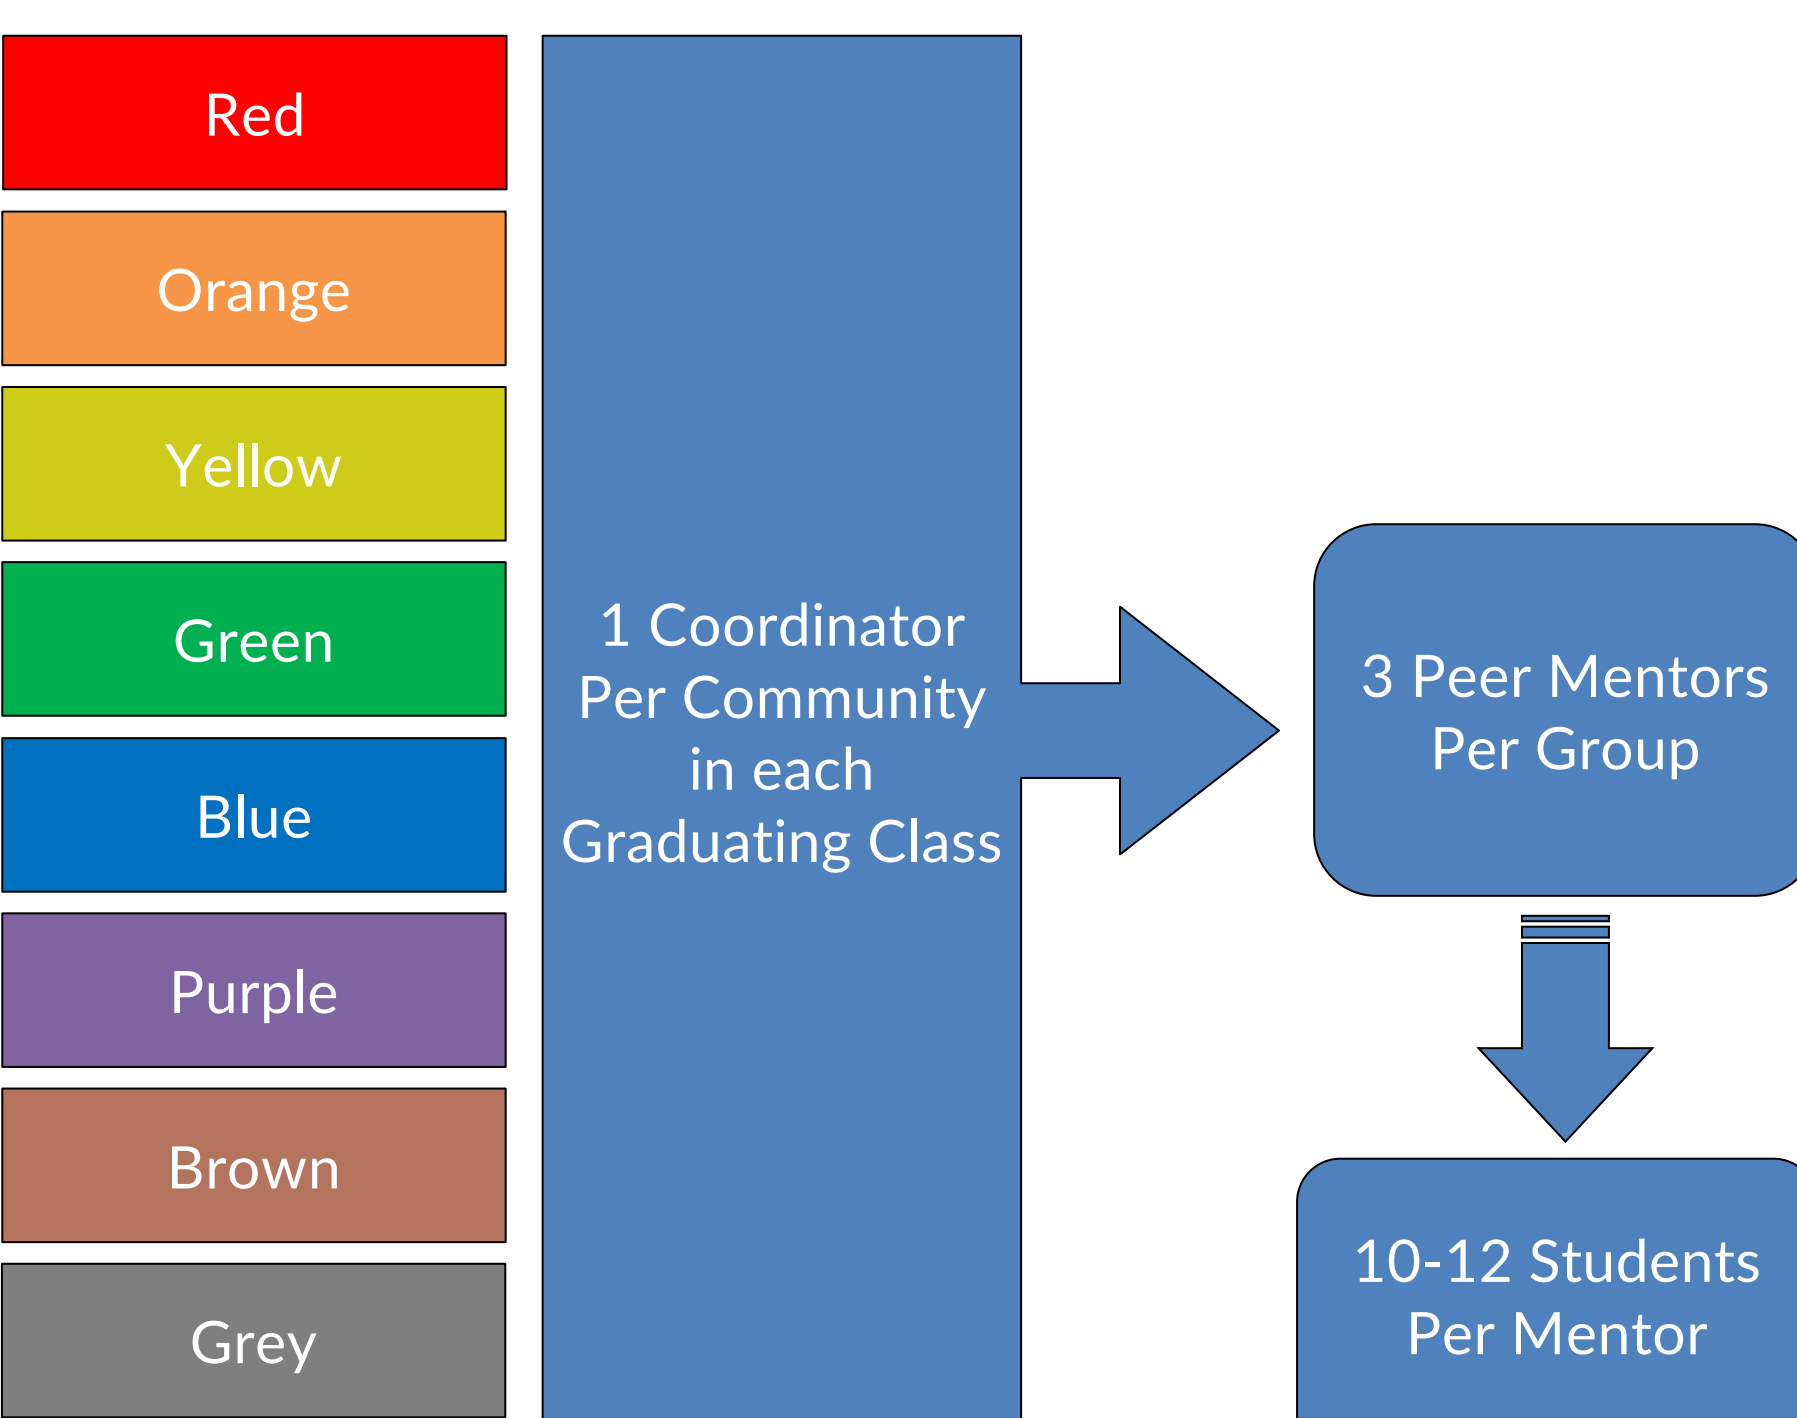 Red
Orange
Yellow
Green
Blue
Purple
Brown
Grey
1 Coordinator
Per Community
in each
Graduating Class
3 Peer Mentors
Per Group
10-12 Students
Per Mentor